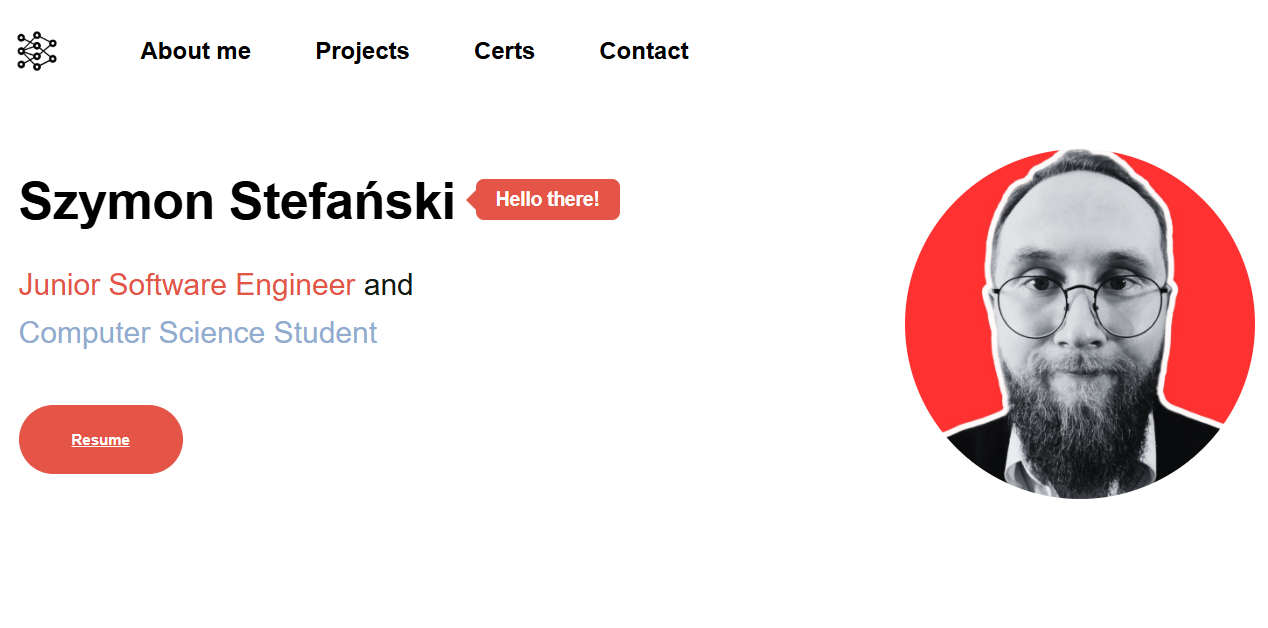 About me Projects Certs Contact
Szymon Stefański Hello there!
Junior Software Engineer and
Computer Science Student
Resume